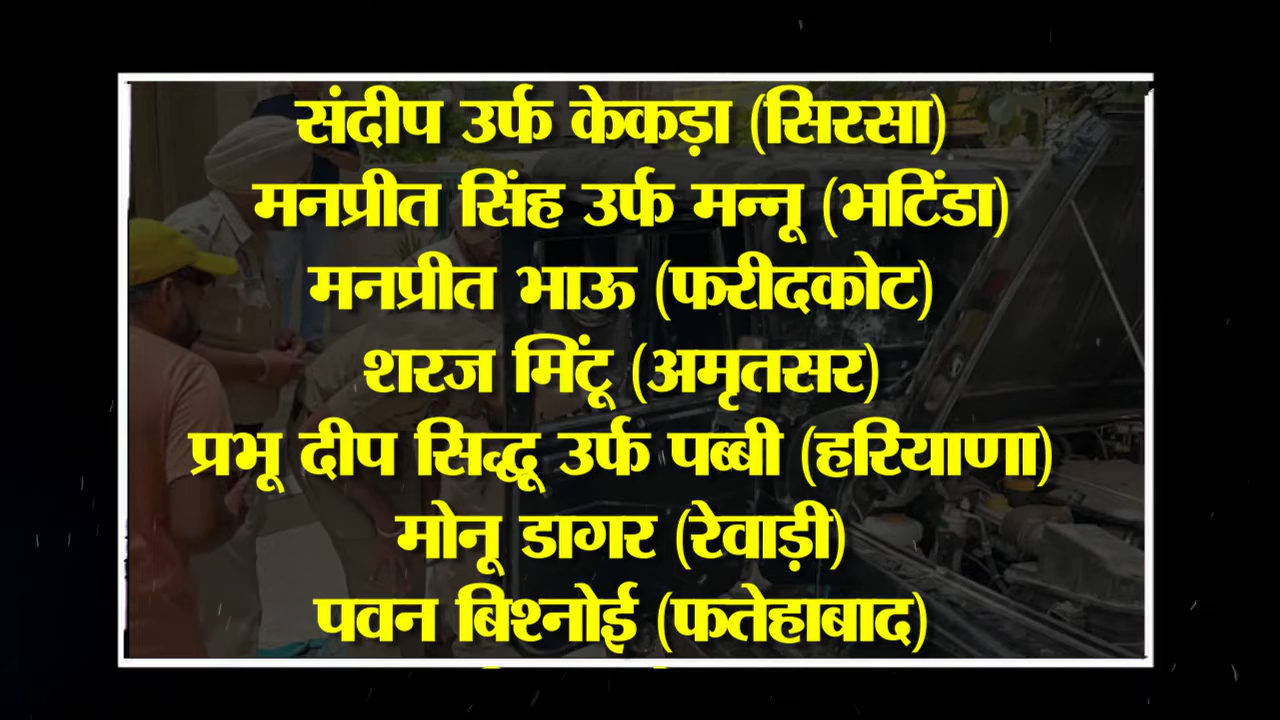 संदीप उर्फ केकड़ा (सिरसा)
मनप्रीत सिंह उर्फ मन्नू (भटिंडा)
मनप्रीत भाऊ (फरीदकोट)
शरज मिंटू (अमृतसर)
प्रभू दीप सिद्धू उर्फ पब्बी (हरियाणा)
मोनू डागर (रेवाड़ी)
पवन बिश्नोई (फतेहाबाद)